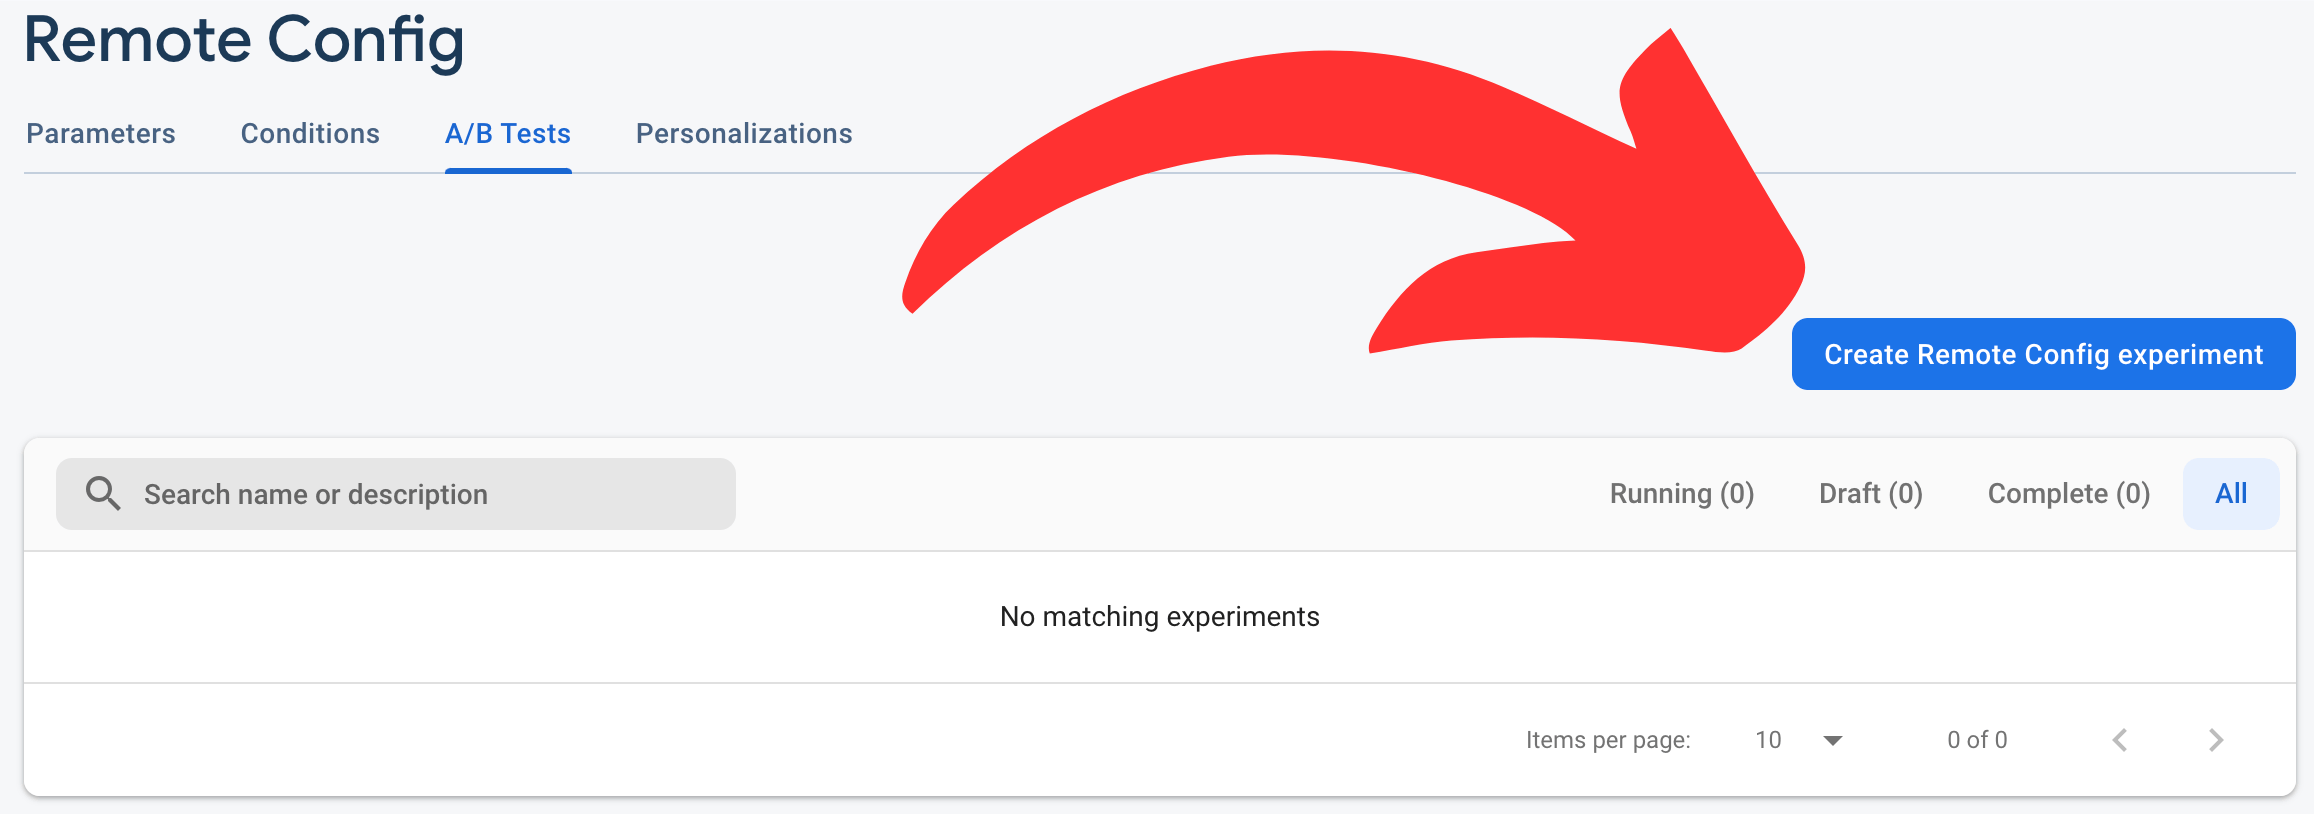 Remote Config
Parameters Conditions A/B Tests Personalizations
Create Remote Config experiment
Search name or description Running (0) Draft (0) Complete (0) All
No matching experiments
Items per page: 10 0 of 0